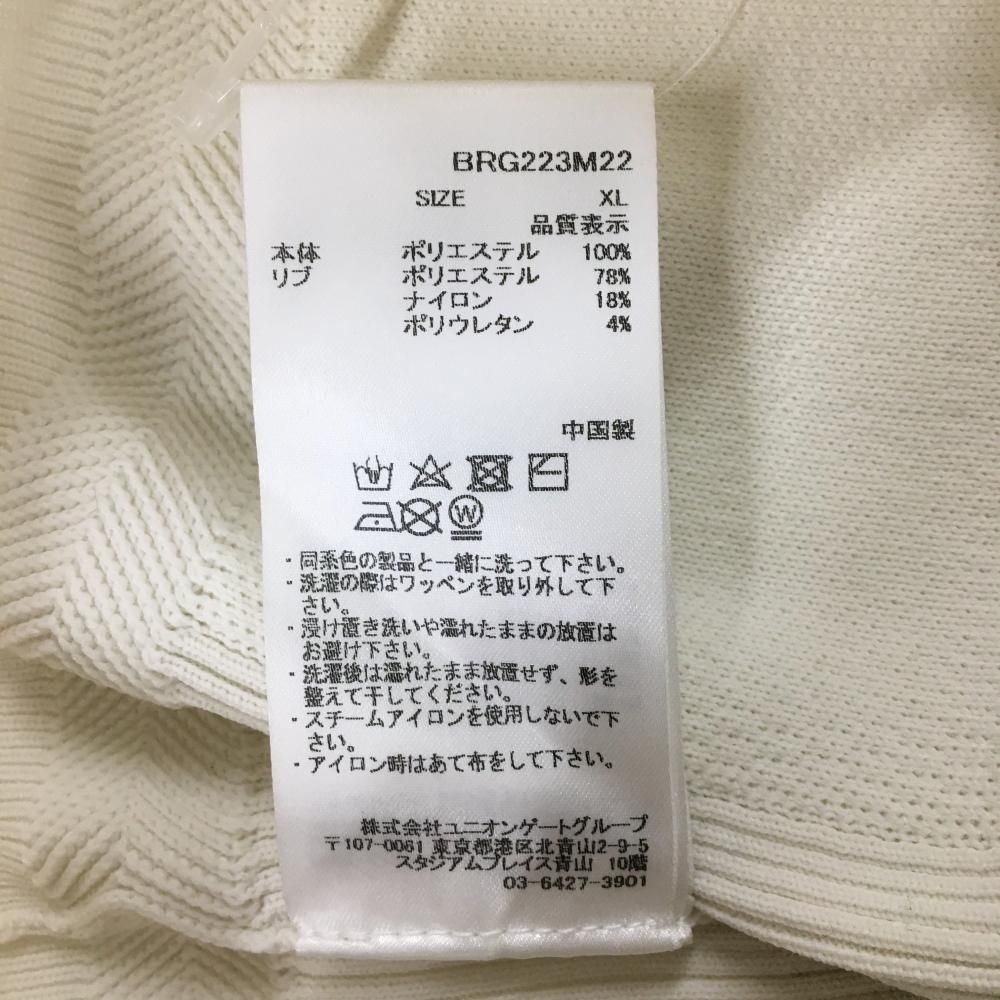 BRG223M22
SIZE XL
品質表示
本体 ポリエステル 100%
リブ ポリエステル 78%
ナイロン 18%
ポリウレタン 4%
中国製
W
・同系色の製品と一緒に洗って下さい。
・洗濯の際はワッペンを取り外して下
さい。
・浸け置き洗いや濡れたままの放置は
お避け下さい。
・洗濯後は濡れたまま放置せず、形を
整えて干してください。
・スチームアイロンを使用しないで下
さい。
・アイロン時はあて布をして下さい。
株式会社ユニオンゲートグループ
〒107-0061 東京都港区北青山2-9-5
スタジアムプレイス青山 10階
03-6427-3901